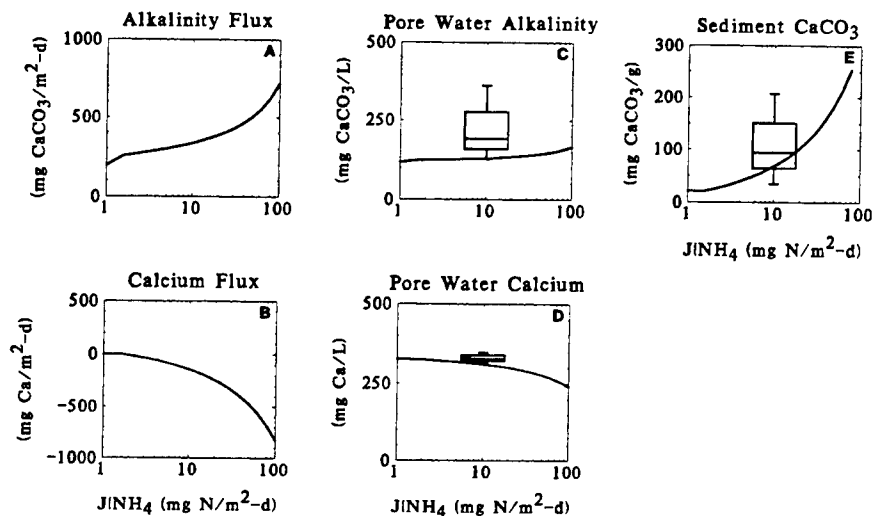 Alkalinity Flux
(mg CaCO3/m2-d)
1000
500
0
A
1 10 100
Pore Water Alkalinity
(mg CaCO3/L)
500
250
0
C
1 10 100
Sediment CaCO3
(mg CaCO3/g)
300
200
100
0
E
1 10 100
J[NH4 (mg N/m2-d)
Calcium Flux
(mg Ca/m2-d)
500
0
-500
-1000
B
1 10 100
J[NH4 (mg N/m2-d)
Pore Water Calcium
(mg Ca/L)
500
250
0
D
1 10 100
J[NH4 (mg N/m2-d)